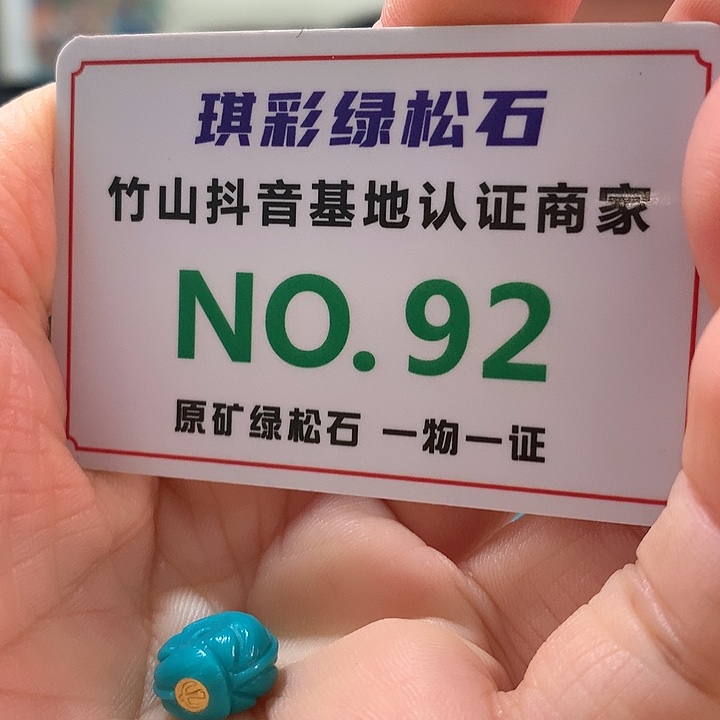 琪彩绿松石
竹山抖音基地认证商家
NO.92
原矿绿松石 一物一证